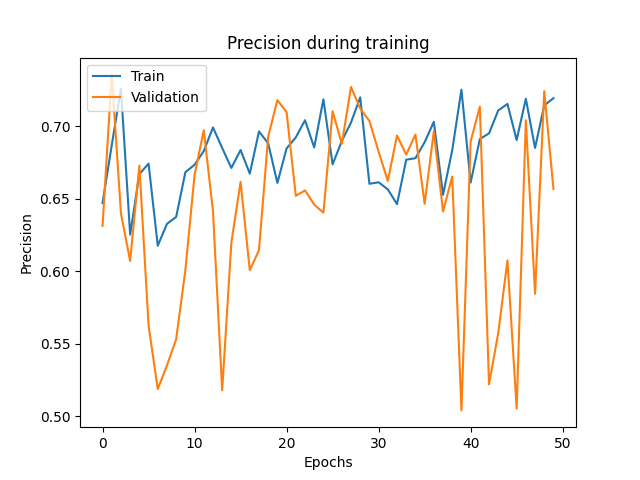 Precision during training
Train
Validation
0.70
0.65
0.60
0.55
0.50
Precision
0 10 20 30 40 50
Epochs